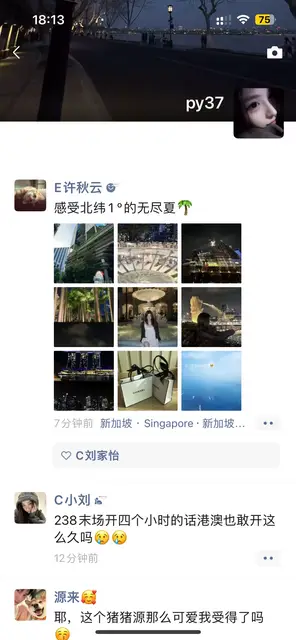 18:13
75
py37
E许秋云
感受北纬1°的无尽夏🌴
7分钟前 新加坡 · Singapore · 新加坡...
C刘家怡
C小刘
238末场开四个小时的话港澳也敢开这
么久吗🥲🥲
12分钟前
源来🥰
耶，这个猪猪源那么可爱我受得了吗
😚